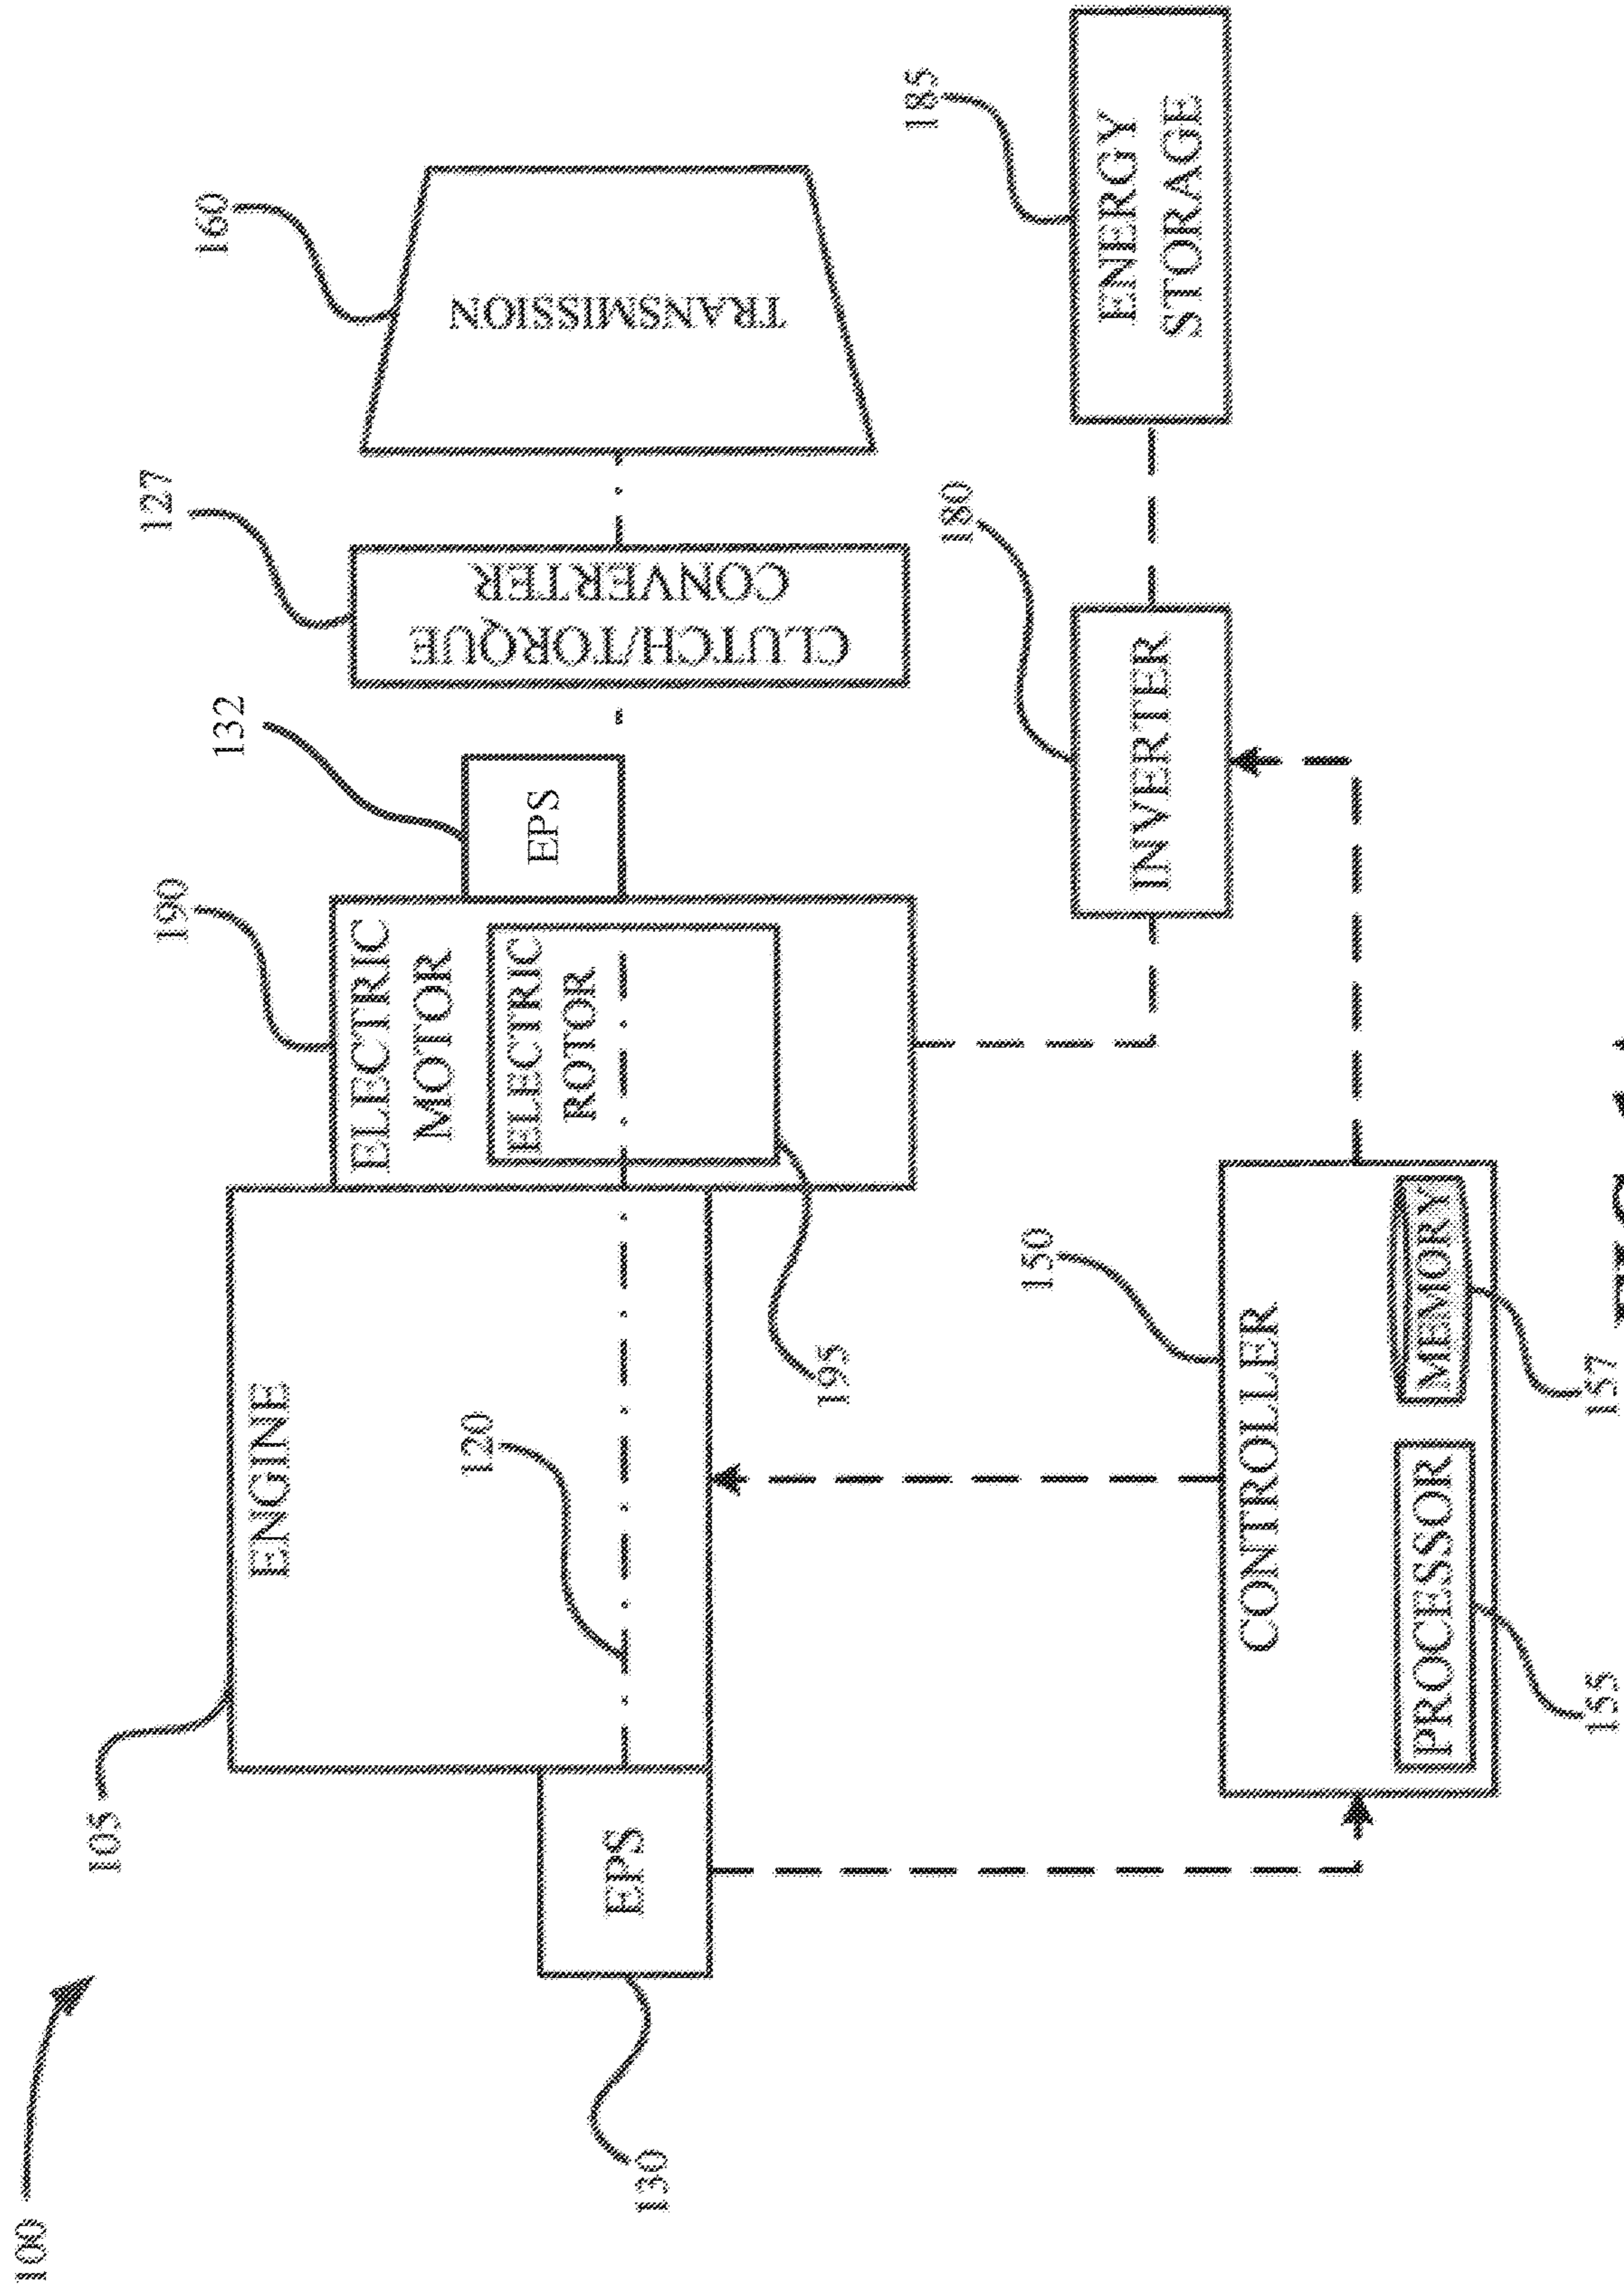 100
105
ENGINE
120
130
EPS
190
ELECTRIC
MOTOR
ELECTRIC
ROTOR
195
132
EPS
127
CLUTCH/TORQUE
CONVERTER
160
TRANSMISSION
150
CONTROLLER
PROCESSOR
155
MEMORY
157
180
INVERTER
185
ENERGY
STORAGE